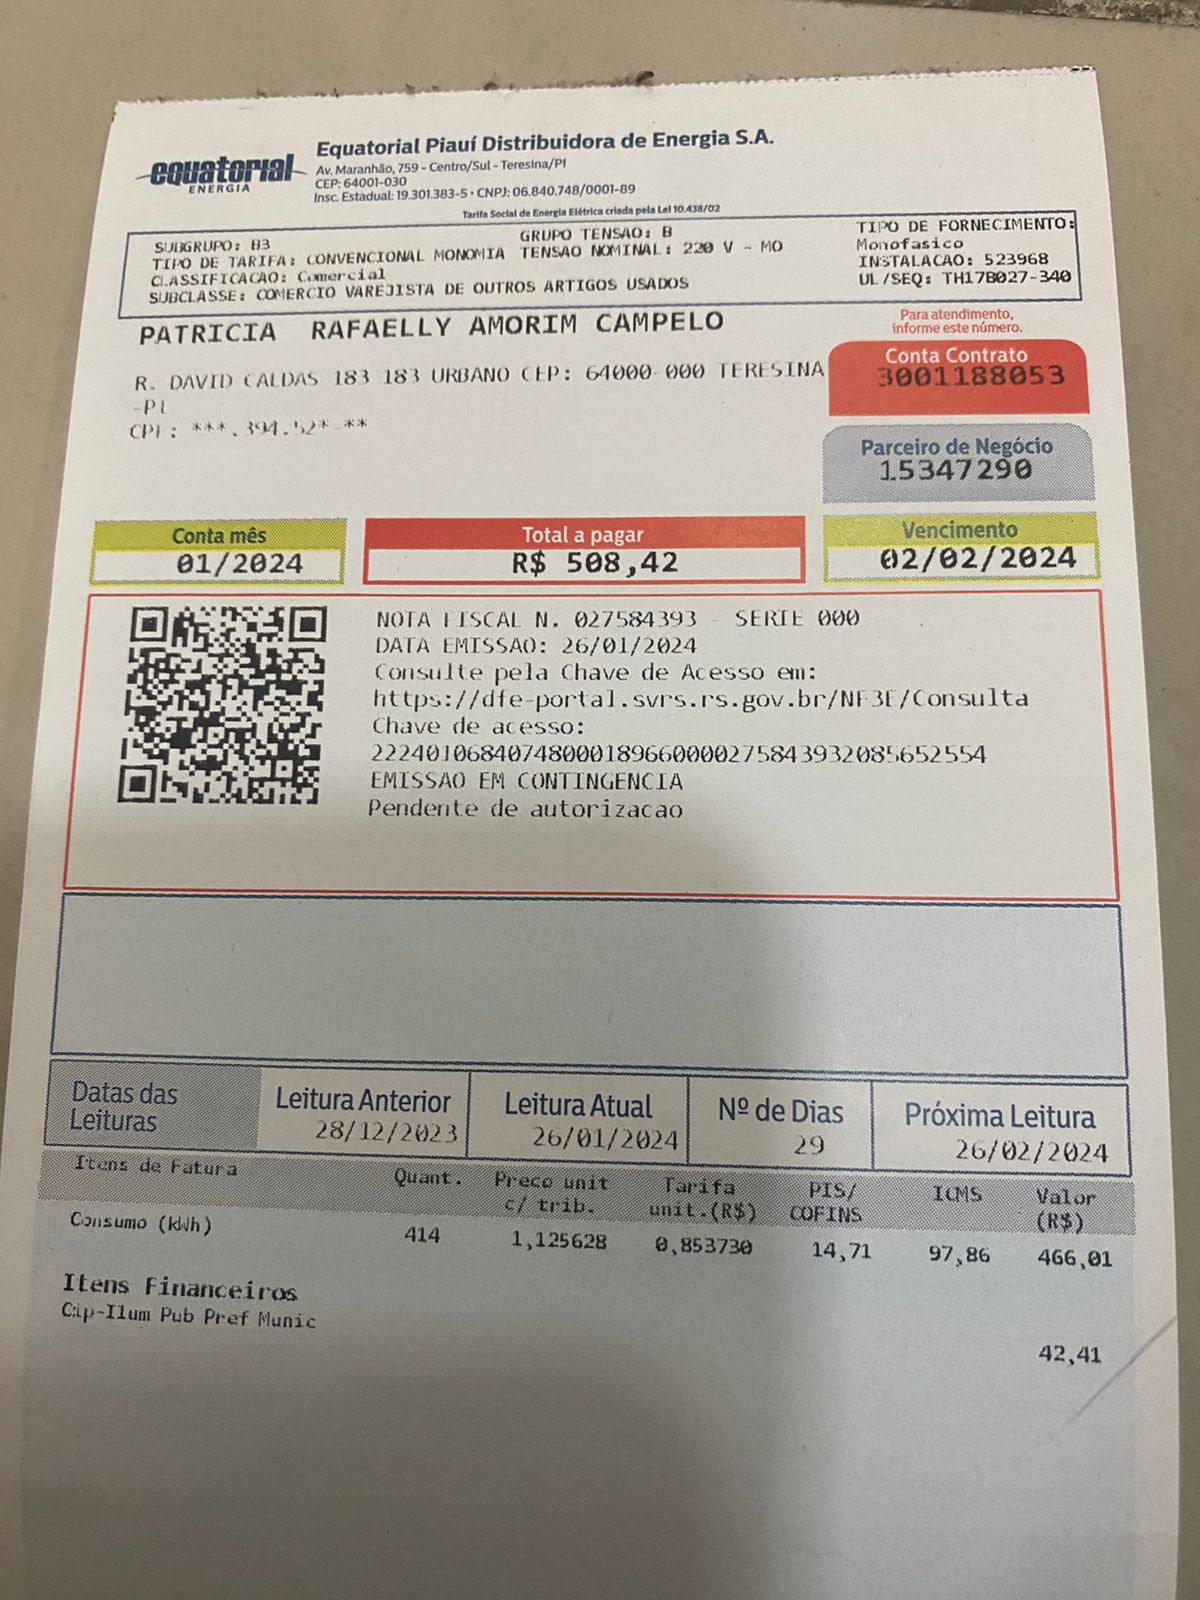 equatorial
ENERGIA
Equatorial Piauí Distribuidora de Energia S.A.
Av. Maranhão, 759 - Centro/Sul - Teresina/PI
CEP: 64001-030
Insc. Estadual: 19.301.383-5 • CNPJ: 06.840.748/0001-89
Tarifa Social de Energia Elétrica criada pela Lei 10.438/02
SUBGRUPO: B3 GRUPO TENSAO: B TIPO DE FORNECIMENTO:
TIPO DE TARIFA: CONVENCIONAL MONOMIA TENSAO NOMINAL: 220 V - MO Monofasico
CLASSIFICACAO: Comercial INSTALACAO: 523968
SUBCLASSE: COMERCIO VAREJISTA DE OUTROS ARTIGOS USADOS UL/SEQ: TH17B027-340
PATRICIA RAFAELLY AMORIM CAMPELO
Para atendimento,
informe este número.
Conta Contrato
3001188053
R. DAVID CALDAS 183 183 URBANO CEP: 64000-000 TERESINA
-PI
CPF: ***.394.52*-**
Parceiro de Negócio
15347290
Conta mês Total a pagar Vencimento
01/2024 R$ 508,42 02/02/2024
NOTA FISCAL N. 027584393 - SERIE 000
DATA EMISSAO: 26/01/2024
Consulte pela Chave de Acesso em:
https://dfe-portal.svrs.rs.gov.br/NF3E/Consulta
Chave de acesso:
22240106840748000189660000275843932085652554
EMISSAO EM CONTINGENCIA
Pendente de autorizacao
Datas das Leituras Leitura Anterior Leitura Atual Nº de Dias Próxima Leitura
28/12/2023 26/01/2024 29 26/02/2024
Itens de Fatura Quant. Preco unit c/ trib. Tarifa unit.(R$) PIS/ COFINS ICMS Valor (R$)
Consumo (kWh) 414 1,125628 0,853730 14,71 97,86 466,01
Itens Financeiros
Cip-Ilum Pub Pref Munic
42,41